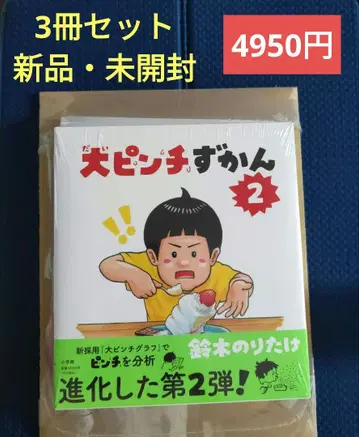 3冊セット
新品・未開封
4950円
だい
大ピンチずかん
2
新採用「大ピンチグラフ」で
ピンチを分析
鈴木のりたけ
進化した第2弾!
小学館